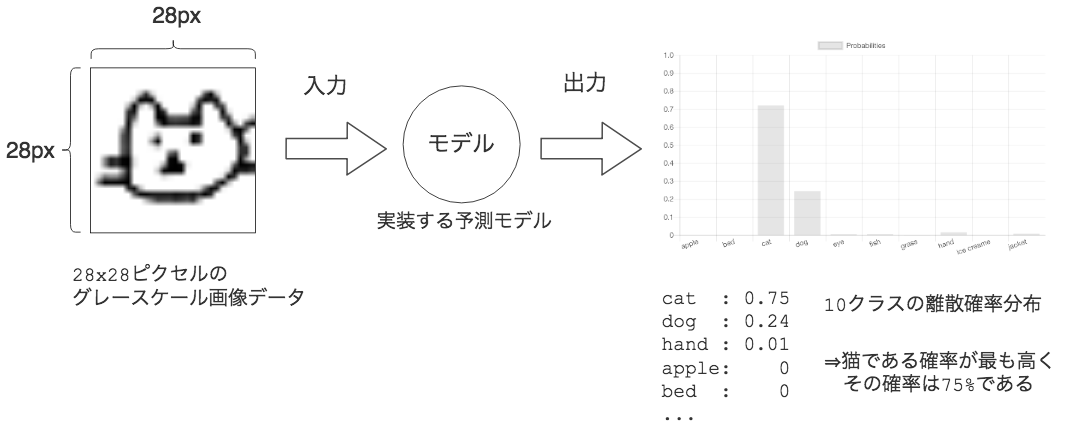 28px
28px
28x28ピクセルの
グレースケール画像データ
入力
モデル
実装する予測モデル
出力
Probabilities
1.0
0.9
0.8
0.7
0.6
0.5
0.4
0.3
0.2
0.1
0
apple
bed
cat
dog
eye
fish
grass
hand
ice creame
jacket
cat : 0.75
dog : 0.24
hand : 0.01
apple: 0
bed : 0
...
10クラスの離散確率分布
⇒猫である確率が最も高く
その確率は75%である